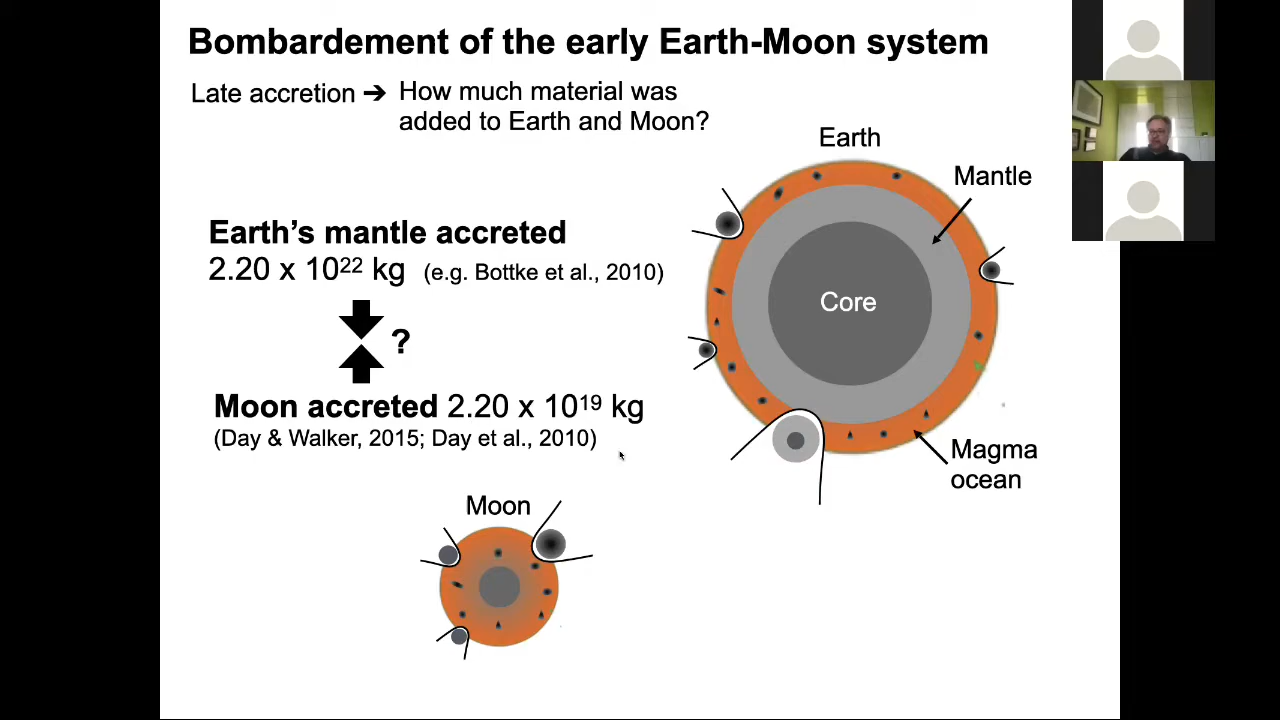 Bombardement of the early Earth-Moon system
Late accretion ➔ How much material was
added to Earth and Moon?
Earth
Mantle
Earth's mantle accreted
2.20 x 10²² kg (e.g. Bottke et al., 2010)
Core
?
Moon accreted 2.20 x 10¹⁹ kg
(Day & Walker, 2015; Day et al., 2010)
Magma
ocean
Moon